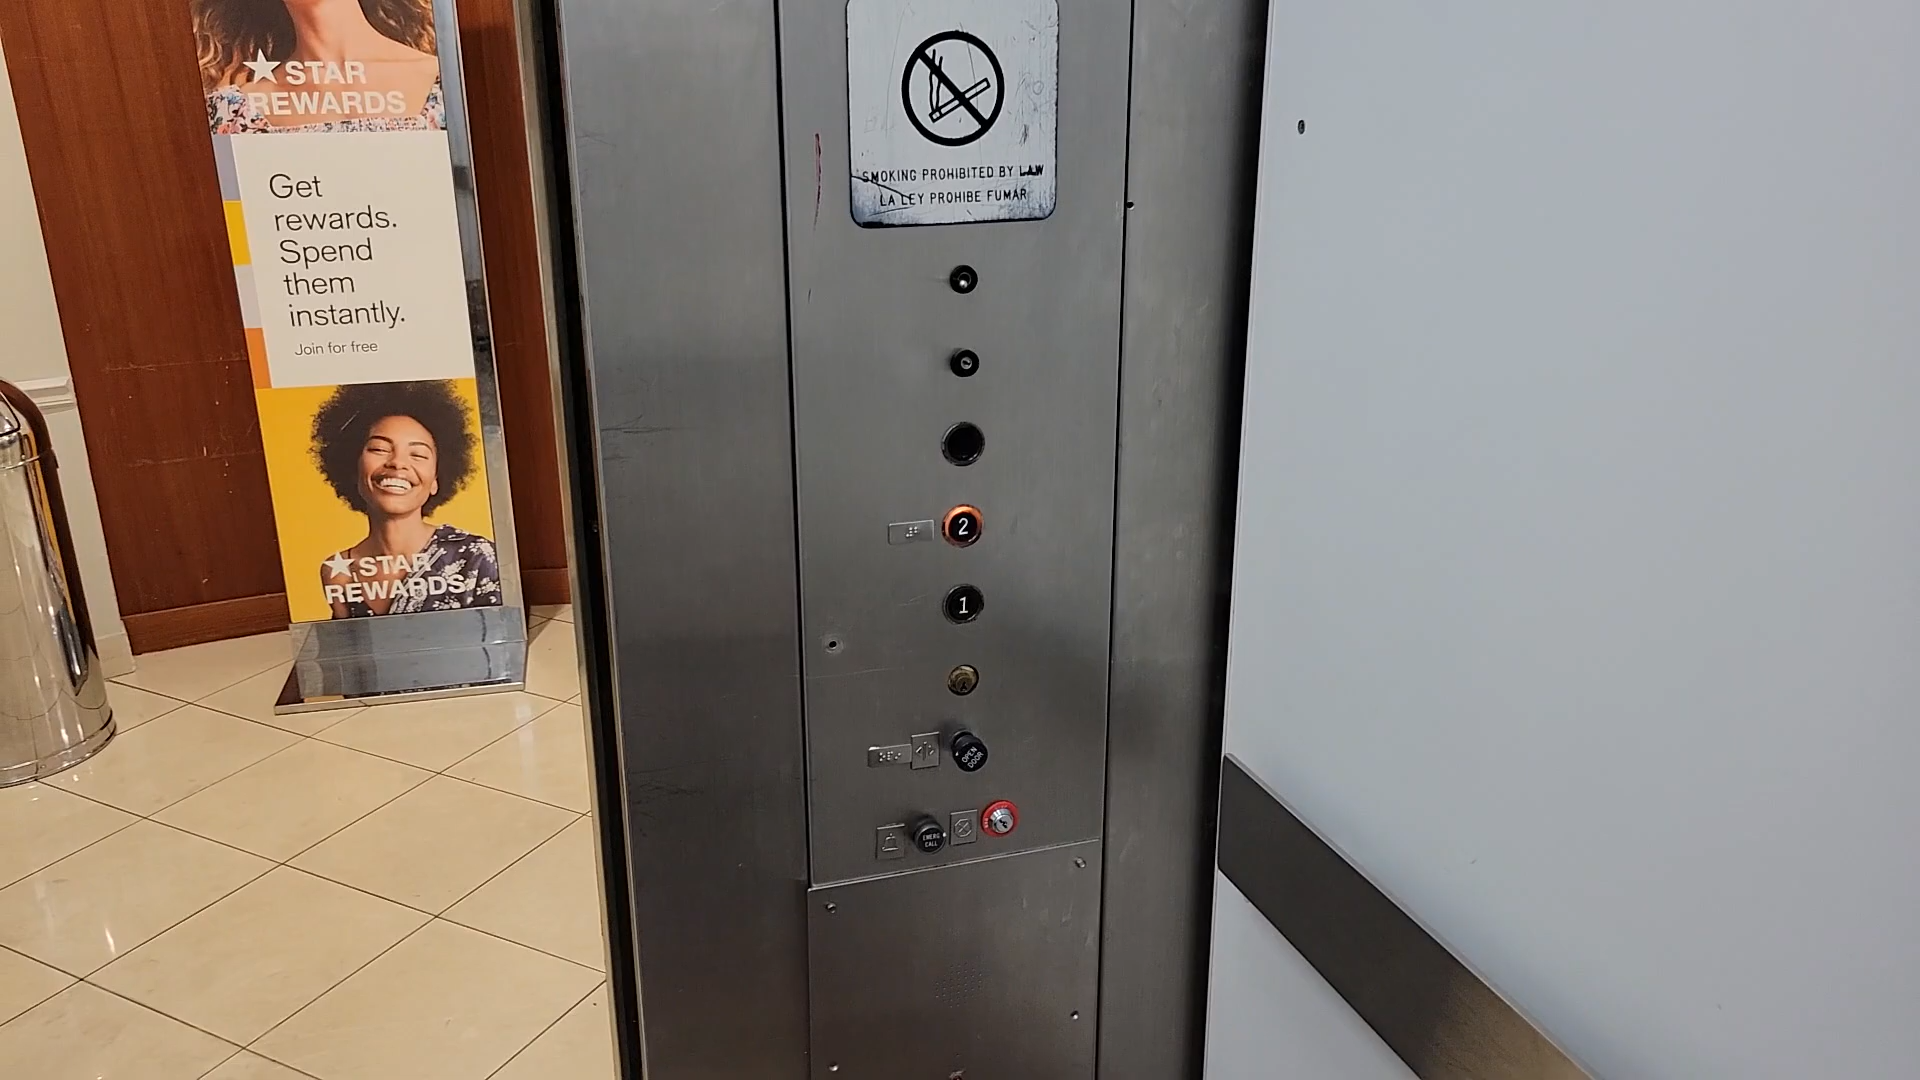 STAR
REWARDS
Get
rewards.
Spend
them
instantly.
Join for free
STAR
REWARDS
SMOKING PROHIBITED BY LAW
LA LEY PROHIBE FUMAR
2
1
OPEN
DOOR
EMERG
CALL